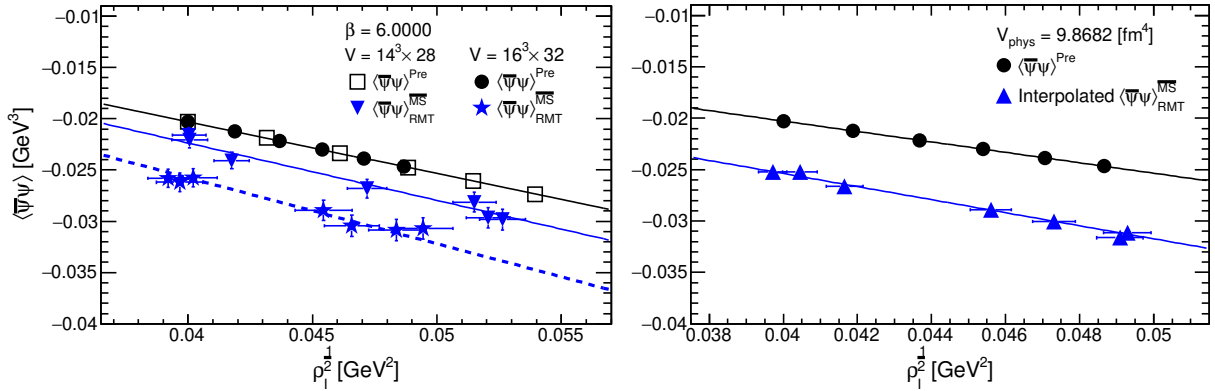 −0.01
−0.015
−0.02
−0.025
−0.03
−0.035
−0.04
⟨ψ̅ψ⟩ [GeV³]
β = 6.0000
V = 14³× 28 V = 16³× 32
⟨ψ̅ψ⟩^Pre ⟨ψ̅ψ⟩^Pre
⟨ψ̅ψ⟩^M̅S̅_RMT ⟨ψ̅ψ⟩^M̅S̅_RMT
0.04 0.045 0.05 0.055
ρ_I^{1/2} [GeV²]
−0.01
−0.015
−0.02
−0.025
−0.03
−0.035
−0.04
V_phys = 9.8682 [fm⁴]
⟨ψ̅ψ⟩^Pre
Interpolated ⟨ψ̅ψ⟩^M̅S̅_RMT
0.038 0.04 0.042 0.044 0.046 0.048 0.05
ρ_I^{1/2} [GeV²]